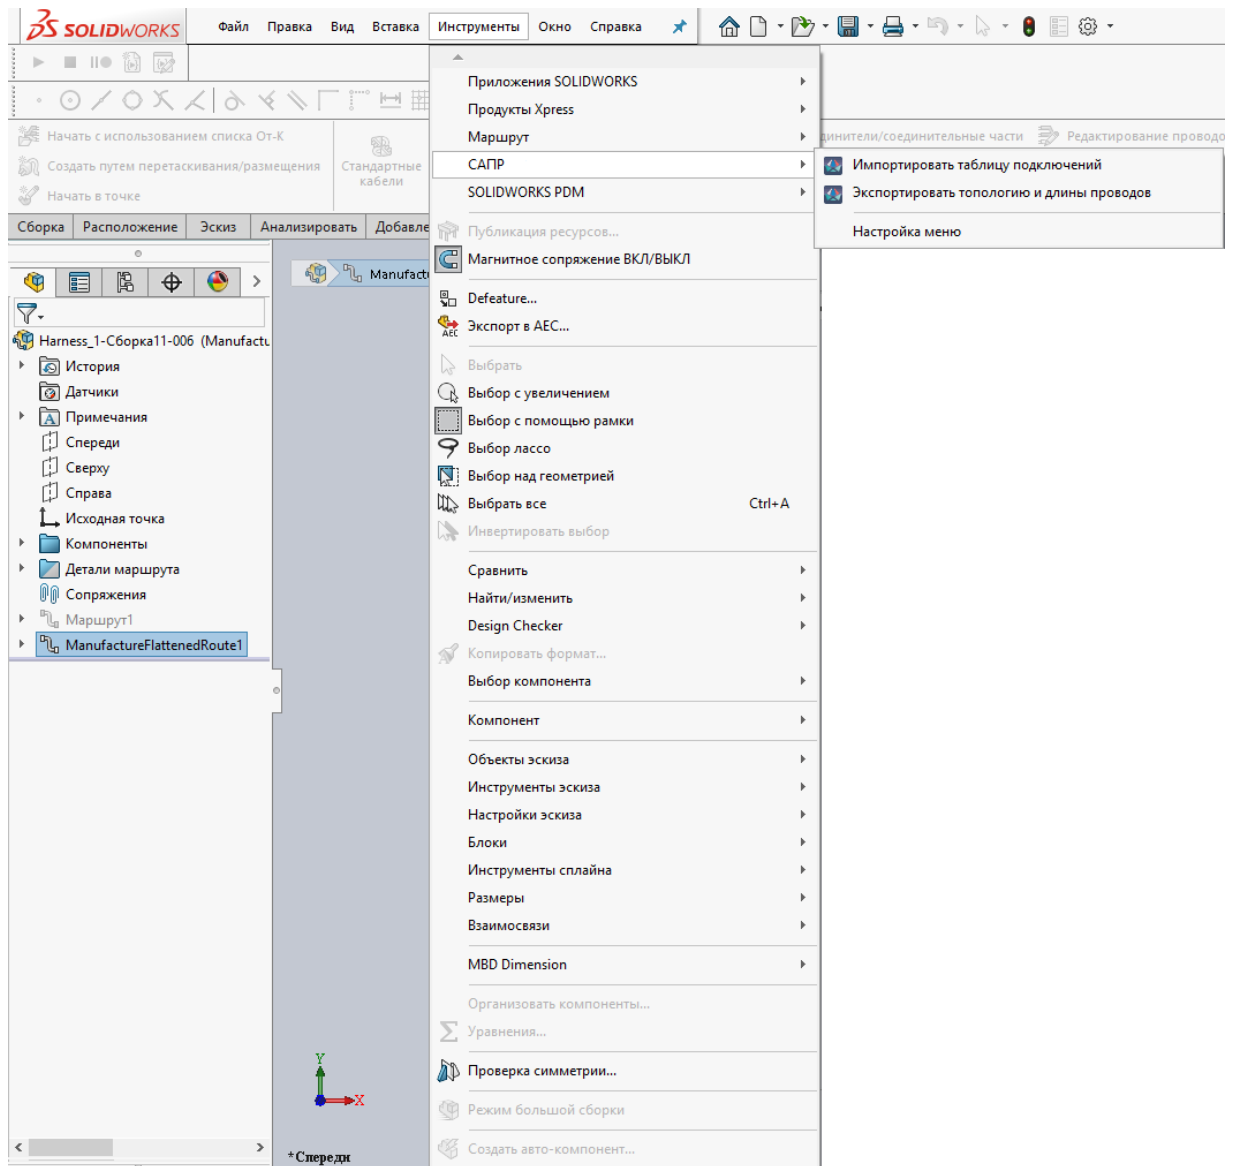 SOLIDWORKS Файл Правка Вид Вставка Инструменты Окно Справка
Начать с использованием списка От-К
Создать путем перетаскивания/размещения
Начать в точке
Стандартные
кабели
Сборка Расположение Эскиз Анализировать
Harness_1-Сборка11-006
История
Датчики
Примечания
Спереди
Сверху
Справа
Исходная точка
Компоненты
Детали маршрута
Сопряжения
Маршрут1
ManufactureFlattenedRoute1
Y
X
*Спереди
Приложения SOLIDWORKS
Продукты Xpress
Маршрут
САПР
SOLIDWORKS PDM
Публикация ресурсов...
Магнитное сопряжение ВКЛ/ВЫКЛ
Defeature...
AEC Экспорт в AEC...
Выбрать
Выбор с увеличением
Выбор с помощью рамки
Выбор лассо
Выбор над геометрией
Выбрать все Ctrl+A
Инвертировать выбор
Сравнить
Найти/изменить
Design Checker
Копировать формат...
Выбор компонента
Компонент
Объекты эскиза
Инструменты эскиза
Настройки эскиза
Блоки
Инструменты сплайна
Размеры
Взаимосвязи
MBD Dimension
Организовать компоненты...
Уравнения...
Проверка симметрии...
Режим большой сборки
Создать авто-компонент...
/соединительные части Редактирование
Импортировать таблицу подключений
Экспортировать топологию и длины проводов
Настройка меню